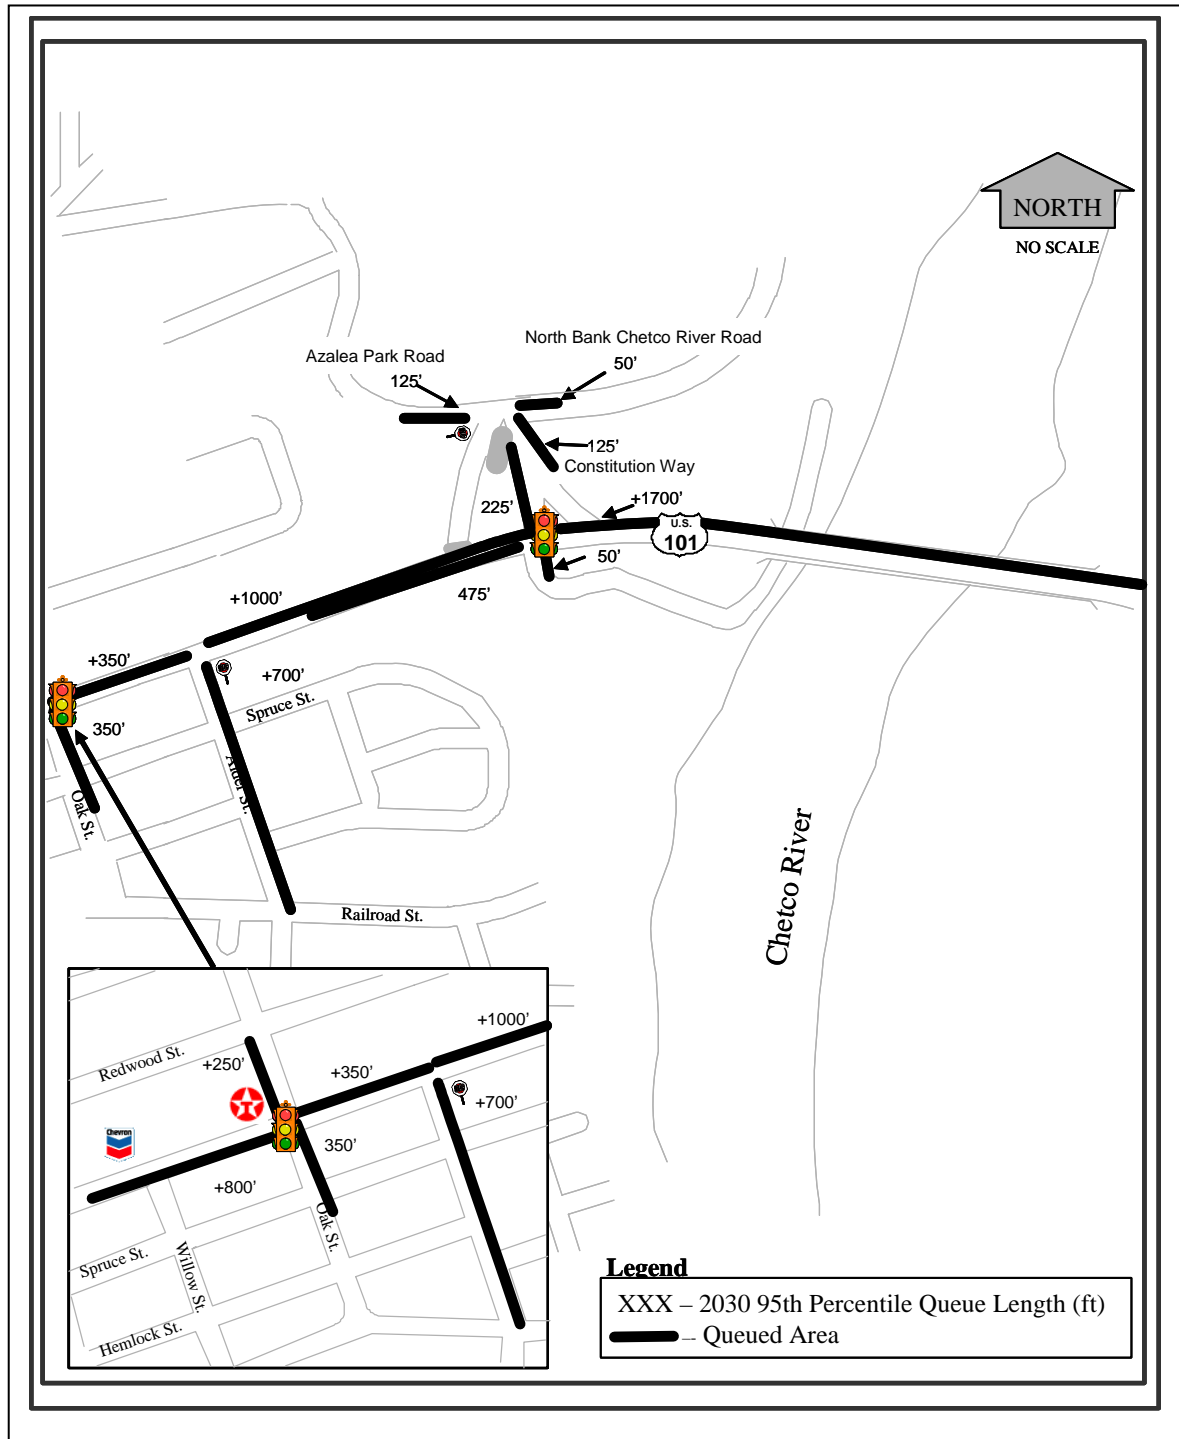 NORTH
NO SCALE
North Bank Chetco River Road
50’
Azalea Park Road
125’
125’
Constitution Way
225’
+1700’
U.S.
101
50’
475’
+1000’
+350’
+700’
Spruce St.
350’
Alder St.
Oak St.
Chetco River
Railroad St.
+1000’
Redwood St.
+250’
+350’
+700’
Chevron
350’
+800’
Oak St.
Spruce St.
Willow St.
Hemlock St.
Legend
XXX – 2030 95th Percentile Queue Length (ft)
-- Queued Area